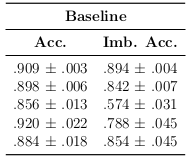 Baseline
Acc. Imb. Acc.
.909 ± .003 .894 ± .004
.898 ± .006 .842 ± .007
.856 ± .013 .574 ± .031
.920 ± .022 .788 ± .045
.884 ± .018 .854 ± .045